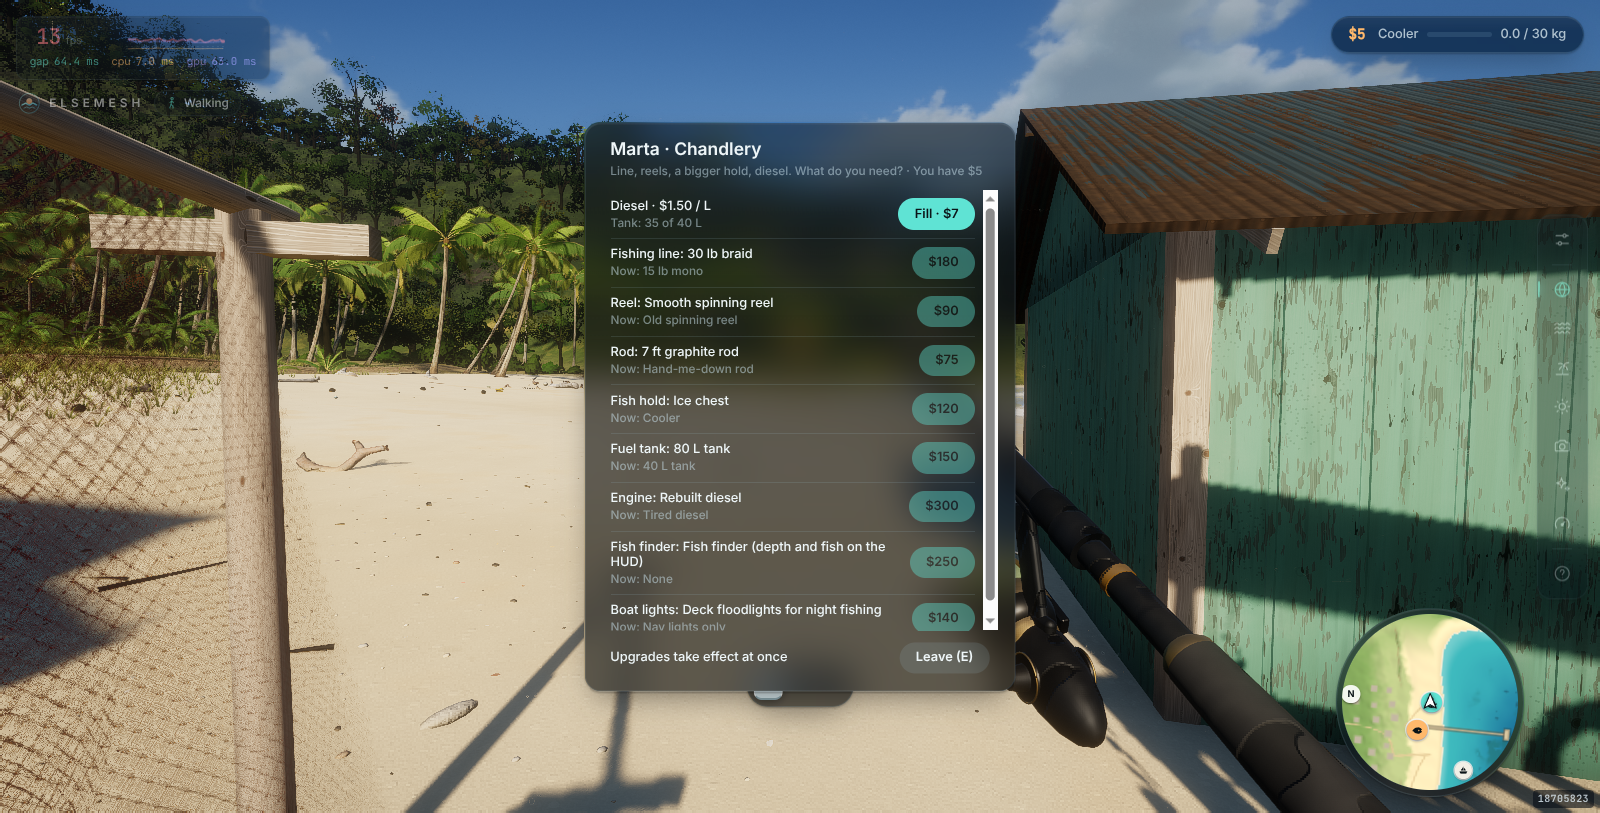 13 fps
gap 64.4 ms cpu 7.0 ms gpu 63.0 ms
ELSEMESH Walking
$5 Cooler 0.0 / 30 kg
Marta · Chandlery
Line, reels, a bigger hold, diesel. What do you need? · You have $5
Diesel · $1.50 / L
Tank: 35 of 40 L
Fill · $7
Fishing line: 30 lb braid
Now: 15 lb mono
$180
Reel: Smooth spinning reel
Now: Old spinning reel
$90
Rod: 7 ft graphite rod
Now: Hand-me-down rod
$75
Fish hold: Ice chest
Now: Cooler
$120
Fuel tank: 80 L tank
Now: 40 L tank
$150
Engine: Rebuilt diesel
Now: Tired diesel
$300
Fish finder: Fish finder (depth and fish on the
HUD)
Now: None
$250
Boat lights: Deck floodlights for night fishing
Now: Nav lights only
$140
Upgrades take effect at once
Leave (E)
N
18705823